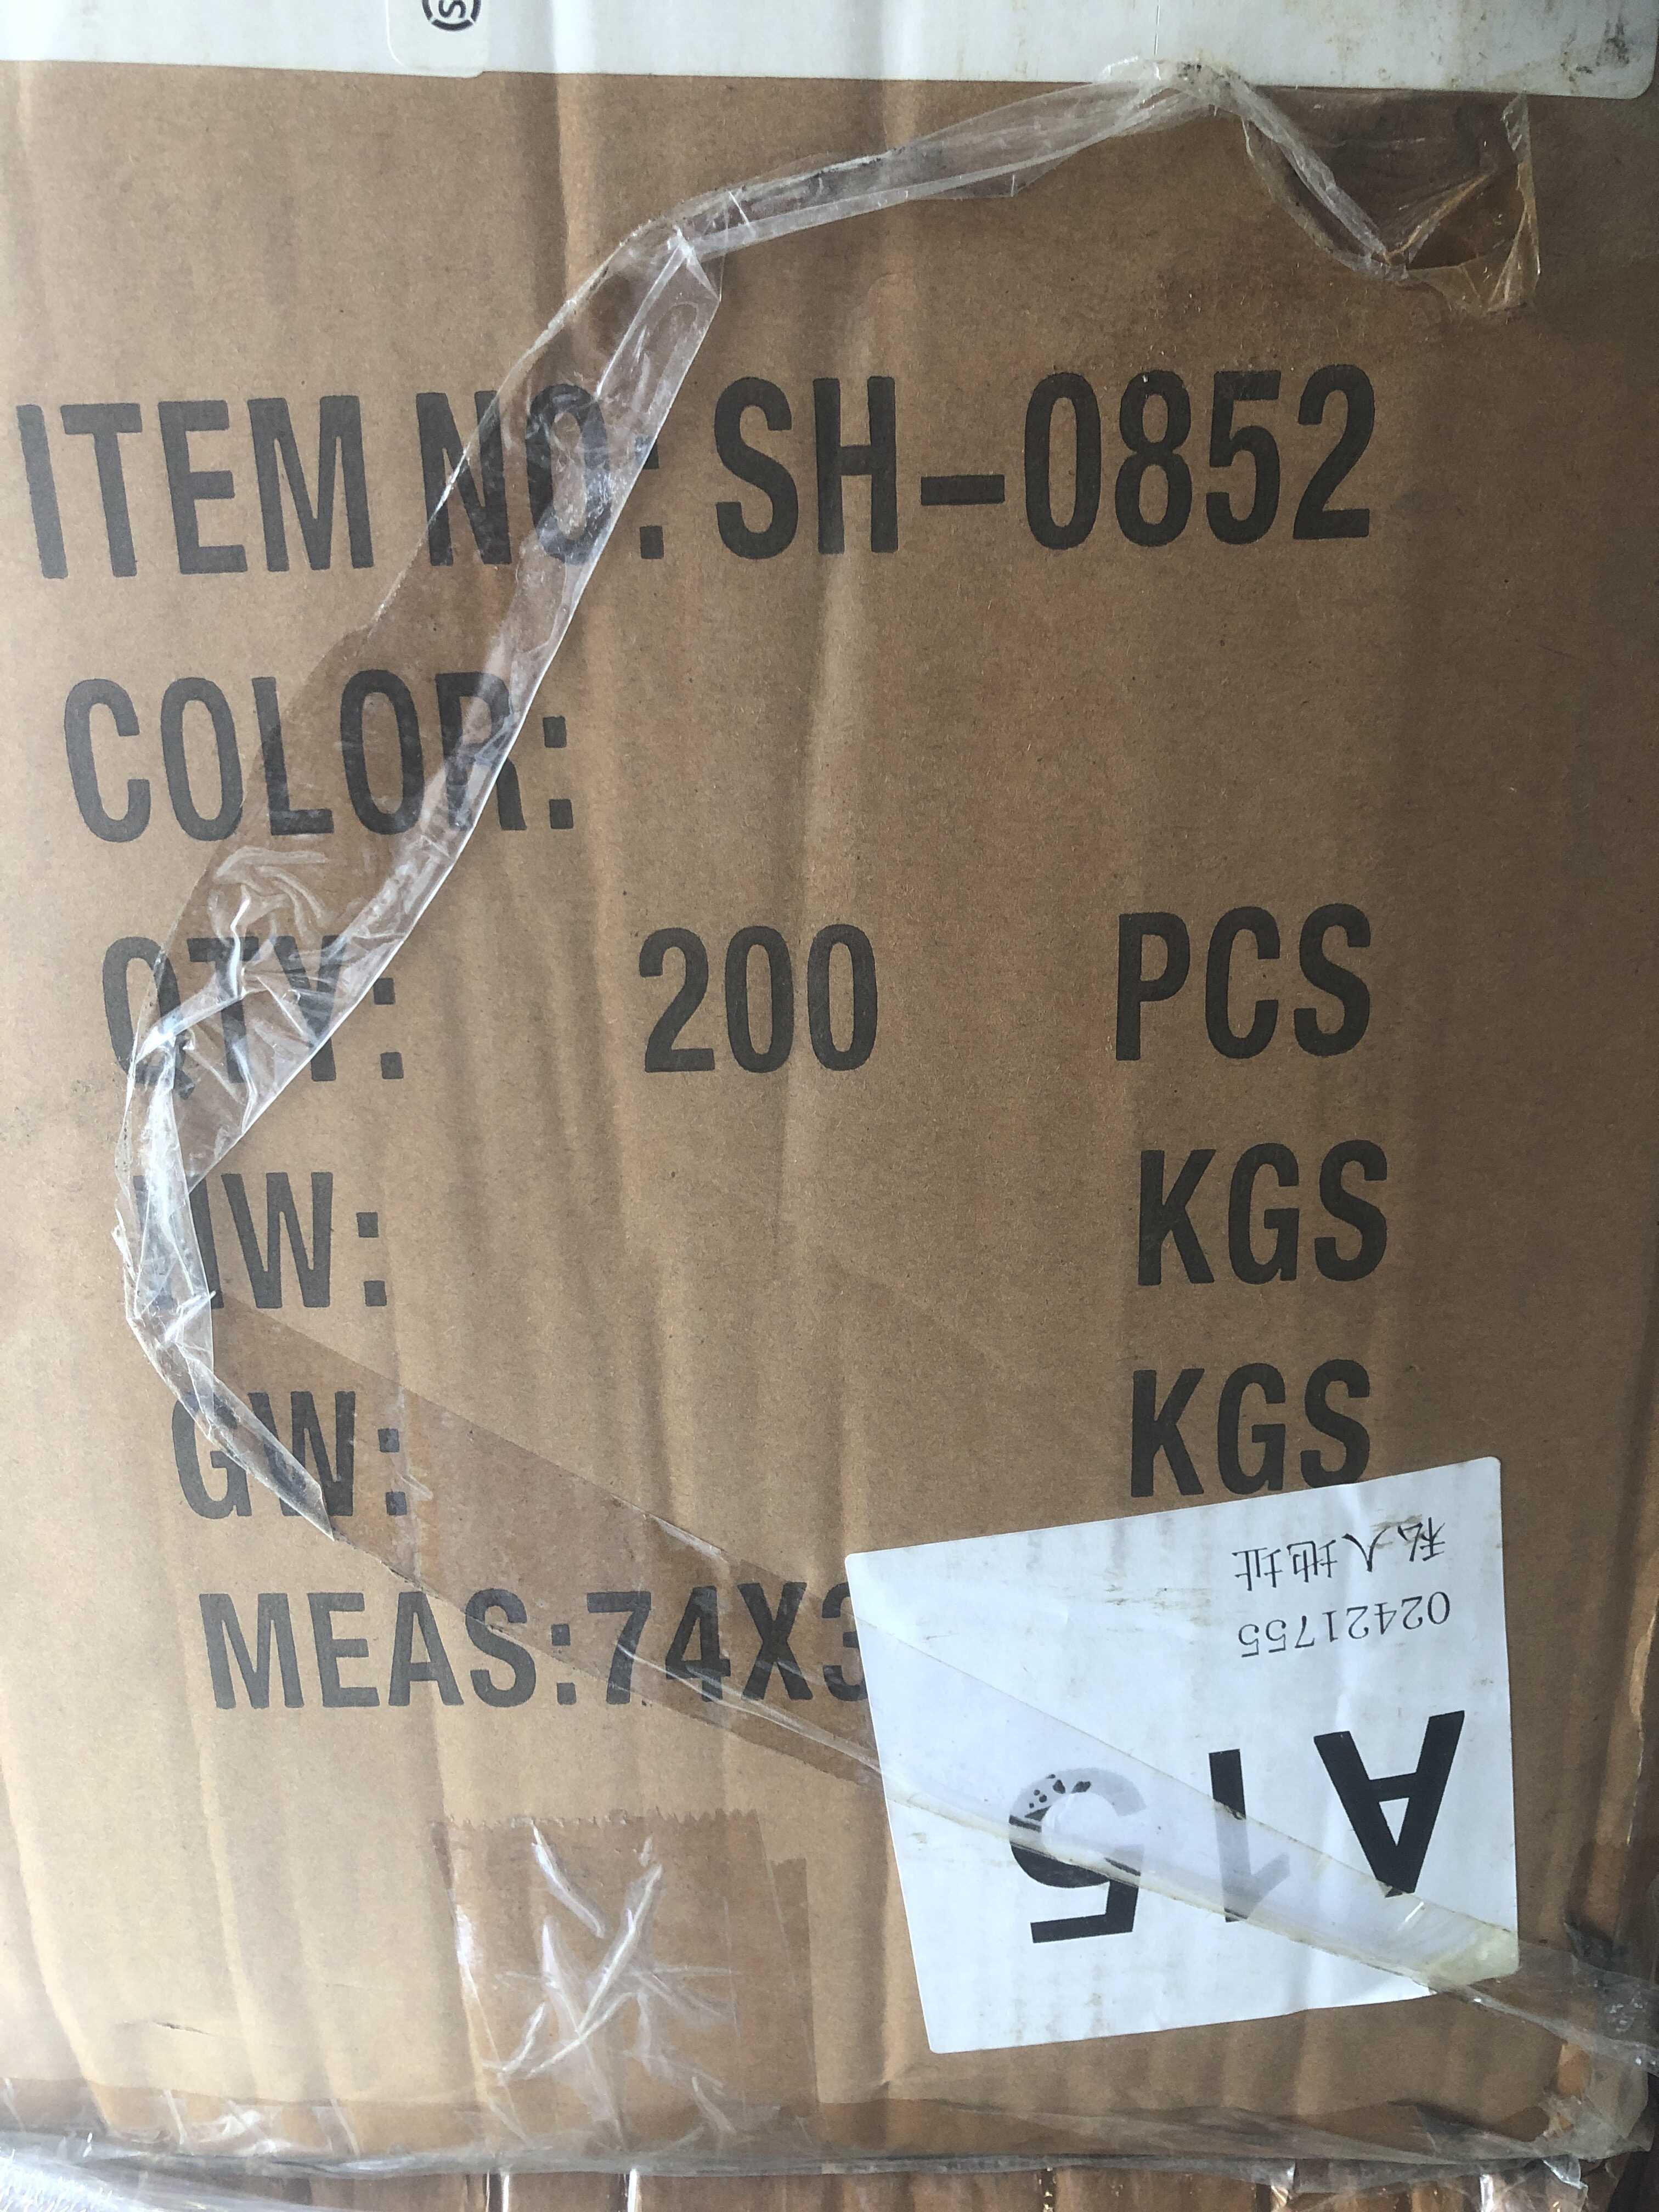 ITEM NO: SH-0852
COLOR:
QTY: 200 PCS
NW: KGS
GW: KGS
MEAS:74X3
A15
02421755
私人地址